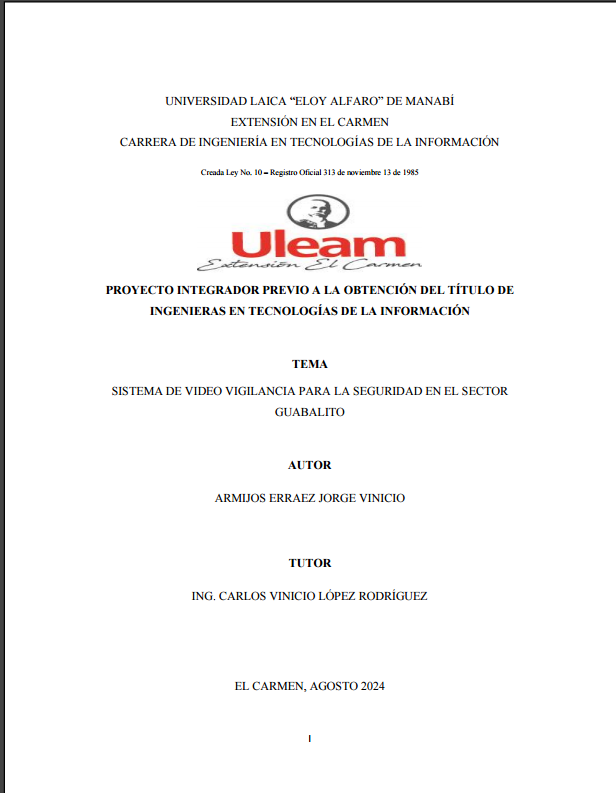 UNIVERSIDAD LAICA “ELOY ALFARO” DE MANABÍ
EXTENSIÓN EN EL CARMEN
CARRERA DE INGENIERÍA EN TECNOLOGÍAS DE LA INFORMACIÓN
Creada Ley No. 10 – Registro Oficial 313 de noviembre 13 de 1985
Uleam
Extensión El Carmen
PROYECTO INTEGRADOR PREVIO A LA OBTENCIÓN DEL TÍTULO DE
INGENIERAS EN TECNOLOGÍAS DE LA INFORMACIÓN
TEMA
SISTEMA DE VIDEO VIGILANCIA PARA LA SEGURIDAD EN EL SECTOR
GUABALITO
AUTOR
ARMIJOS ERRAEZ JORGE VINICIO
TUTOR
ING. CARLOS VINICIO LÓPEZ RODRÍGUEZ
EL CARMEN, AGOSTO 2024
I